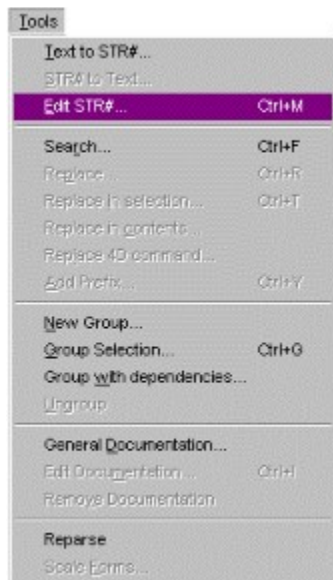 Tools
Text to STR#...
STR# to Text...
Edit STR#... Ctrl+M
Search... Ctrl+F
Replace... Ctrl+R
Replace in selection... Ctrl+T
Replace in contents...
Replace 4D command...
Add Prefix... Ctrl+Y
New Group...
Group Selection... Ctrl+G
Group with dependencies...
Ungroup
General Documentation...
Edit Documentation... Ctrl+I
Remove Documentation
Reparse
Scale Forms...